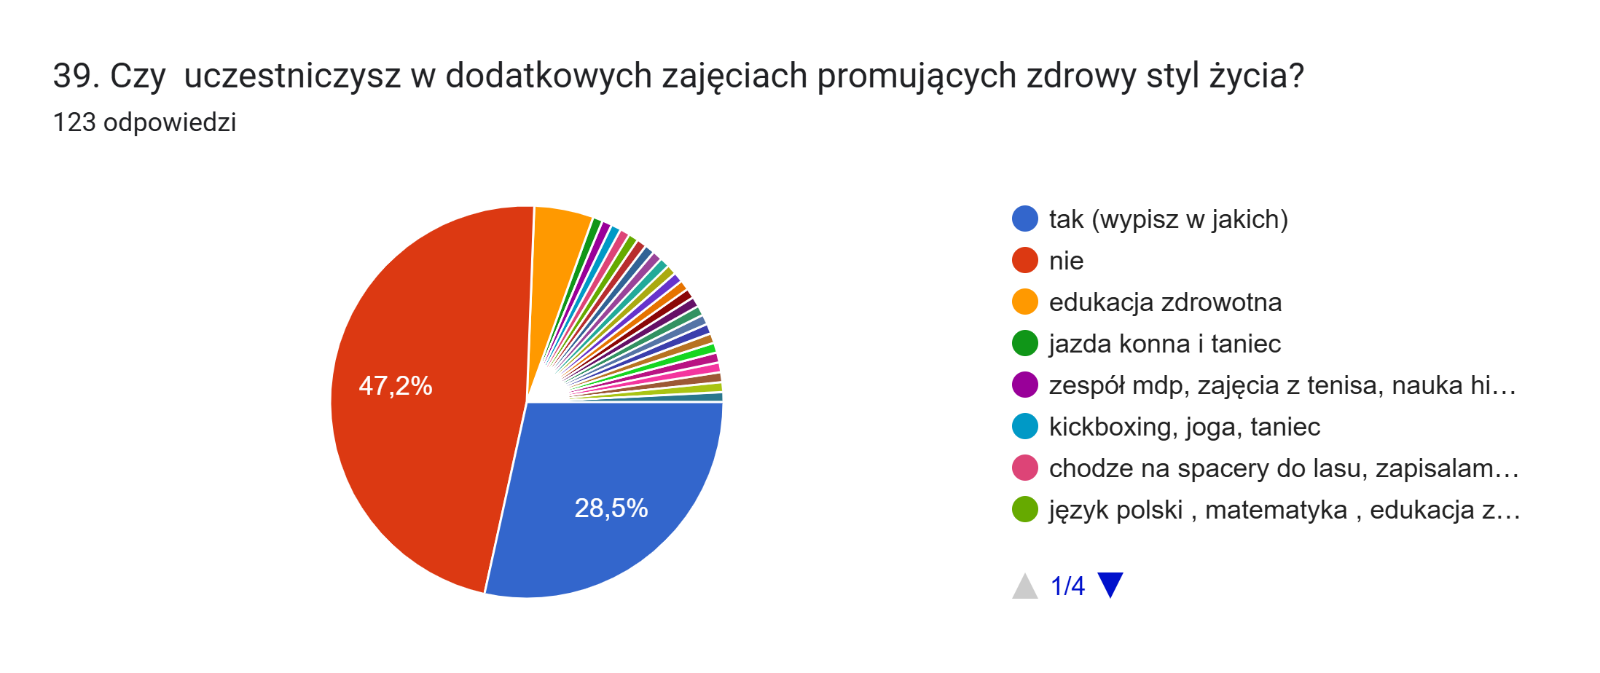 39. Czy  uczestniczysz w dodatkowych zajęciach promujących zdrowy styl życia?
123 odpowiedzi
47,2%
28,5%
tak (wypisz w jakich)
nie
edukacja zdrowotna
jazda konna i taniec
zespół mdp, zajęcia z tenisa, nauka hi…
kickboxing, joga, taniec
chodze na spacery do lasu, zapisalam…
język polski , matematyka , edukacja z…
1/4